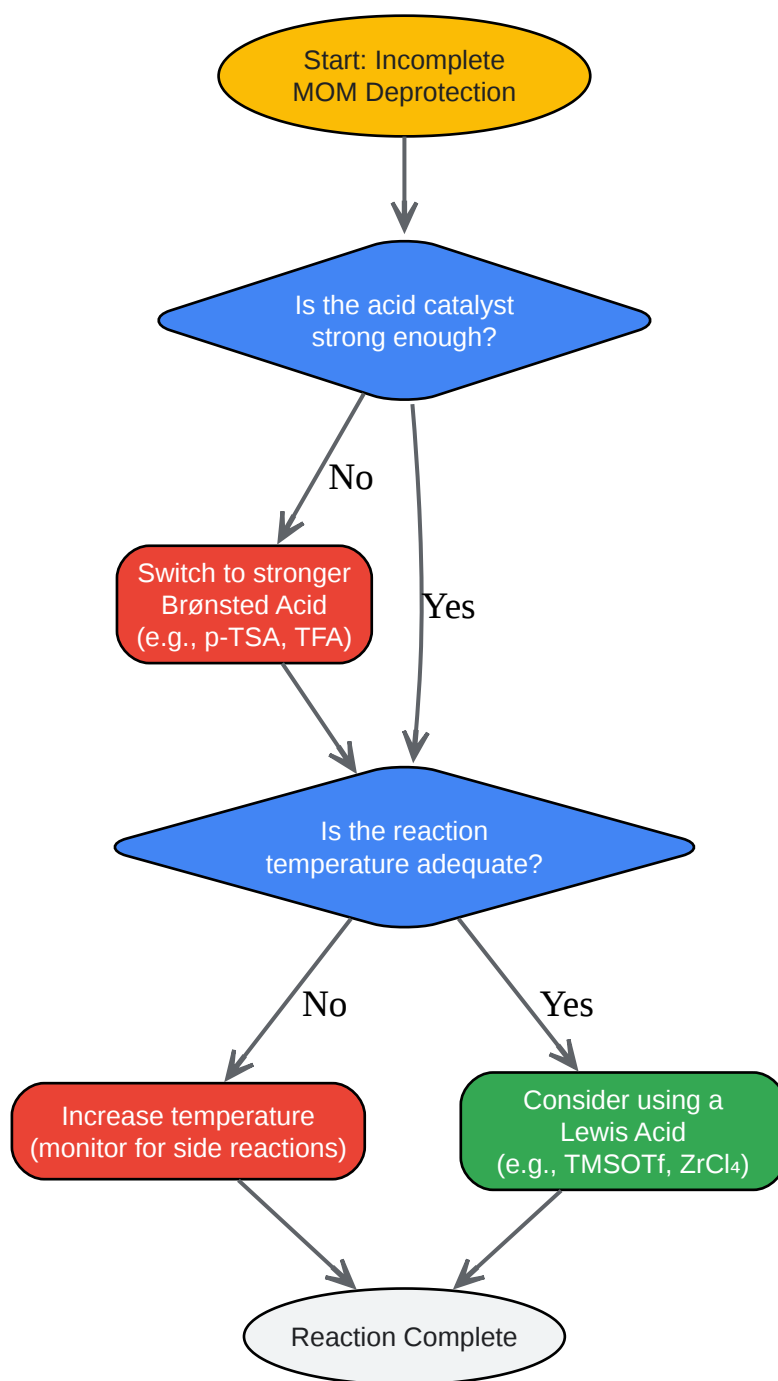 Start: Incomplete
MOM Deprotection
Is the acid catalyst
strong enough?
No
Switch to stronger
Brønsted Acid
(e.g., p-TSA, TFA)
Yes
Is the reaction
temperature adequate?
No
Yes
Increase temperature
(monitor for side reactions)
Consider using a
Lewis Acid
(e.g., TMSOTf, ZrCl₄)
Reaction Complete